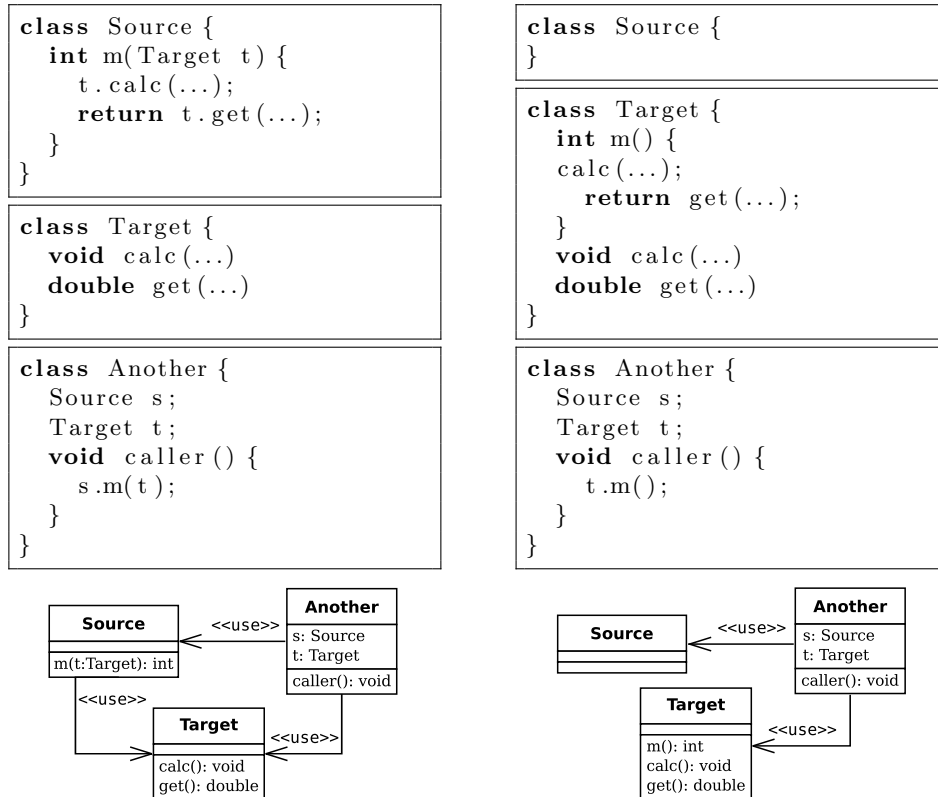 class Source {
int m(Target t) {
t.calc(...);
return t.get(...);
}
}
class Target {
void calc(...)
double get(...)
}
class Another {
Source s;
Target t;
void caller() {
s.m(t);
}
}
Source
m(t:Target): int
<<use>>
Another
s: Source
t: Target
caller(): void
<<use>>
Target
calc(): void
get(): double
<<use>>
class Source {
}
class Target {
int m() {
calc(...);
return get(...);
}
void calc(...)
double get(...)
}
class Another {
Source s;
Target t;
void caller() {
t.m();
}
}
Source
<<use>>
Another
s: Source
t: Target
caller(): void
Target
m(): int
calc(): void
get(): double
<<use>>